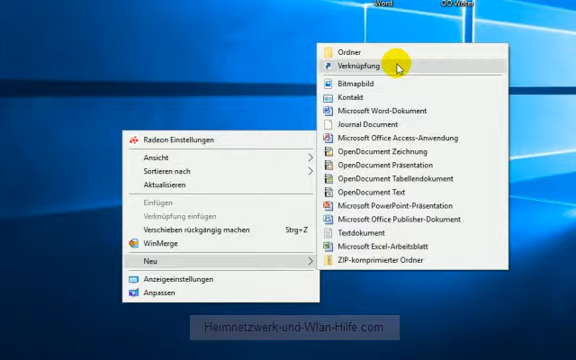 Word
OO Writer
Ordner
Verknüpfung
Bitmapbild
Kontakt
Microsoft Word-Dokument
Journal Document
Microsoft Office Access-Anwendung
OpenDocument Zeichnung
OpenDocument Präsentation
OpenDocument Tabellendokument
OpenDocument Text
Microsoft PowerPoint-Präsentation
Microsoft Office Publisher-Dokument
Textdokument
Microsoft Excel-Arbeitsblatt
ZIP-komprimierter Ordner
Radeon Einstellungen
Ansicht
Sortieren nach
Aktualisieren
Einfügen
Verknüpfung einfügen
Verschieben rückgängig machen Strg+Z
WinMerge
Neu
Anzeigeeinstellungen
Anpassen
Heimnetzwerk-und-Wlan-Hilfe.com